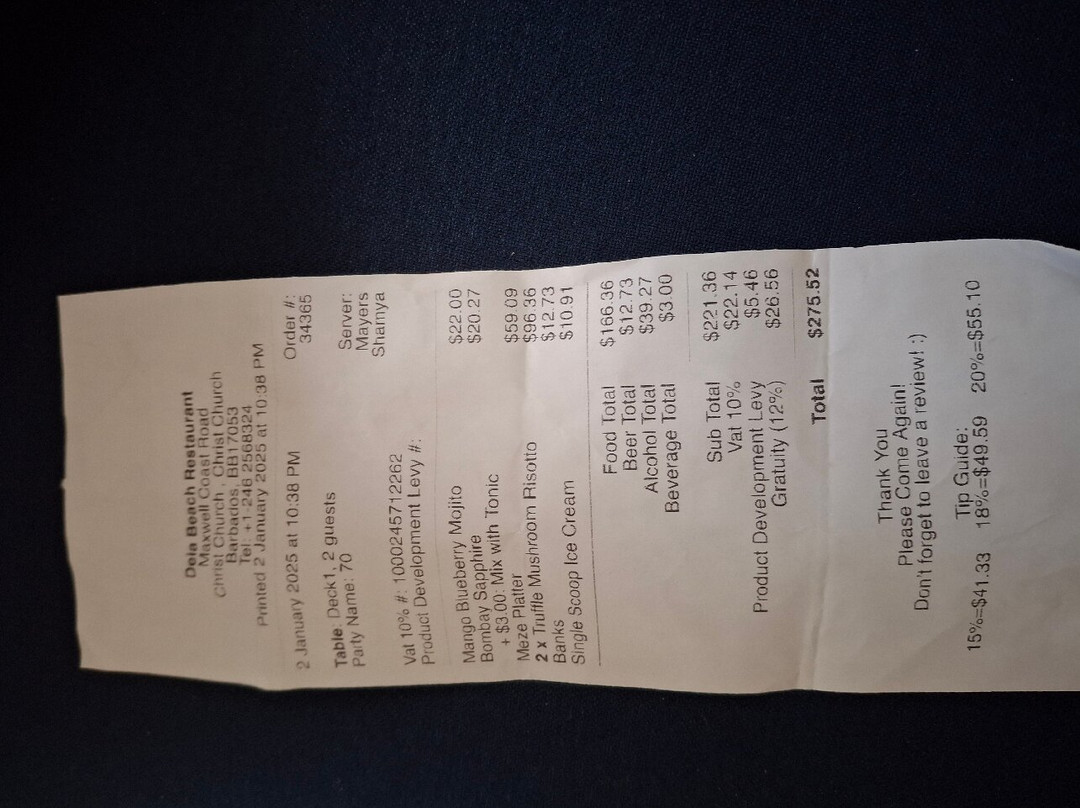 Deia Beach Restaurant
Maxwell Coast Road
Christ Church, Christ Church
Barbados, BB17053
Tel: +1-246 2568324
Printed 2 January 2025 at 10:38 PM
2 January 2025 at 10:38 PM Order #: 34365
Table: Deck1, 2 guests Server: Mayers Shamya
Party Name: 70
Vat 10% #: 1000245712262
Product Development Levy #:
Mango Blueberry Mojito $22.00
Bombay Sapphire $20.27
+ $3.00: Mix with Tonic
Meze Platter $59.09
2 x Truffle Mushroom Risotto $96.36
Banks $12.73
Single Scoop Ice Cream $10.91
Food Total $166.36
Beer Total $12.73
Alcohol Total $39.27
Beverage Total $3.00
Sub Total $221.36
Vat 10% $22.14
Product Development Levy $5.46
Gratuity (12%) $26.56
Total $275.52
Thank You
Please Come Again!
Don't forget to leave a review! :)
Tip Guide:
15%=$41.33 18%=$49.59 20%=$55.10